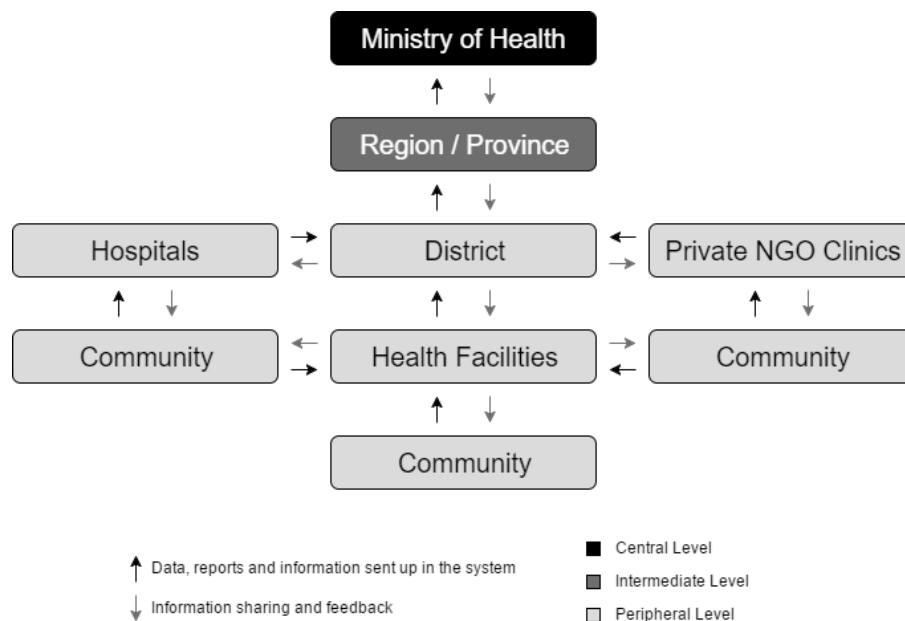 Ministry of Health
Region / Province
Hospitals
District
Private NGO Clinics
Community
Health Facilities
Community
Community
Data, reports and information sent up in the system
Information sharing and feedback
Central Level
Intermediate Level
Peripheral Level